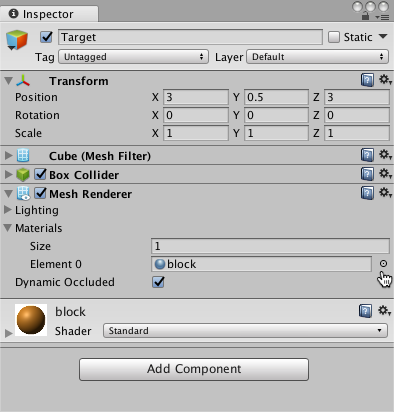 Inspector
Target Static
Tag Untagged Layer Default
Transform
Position X 3 Y 0.5 Z 3
Rotation X 0 Y 0 Z 0
Scale X 1 Y 1 Z 1
Cube (Mesh Filter)
Box Collider
Mesh Renderer
Lighting
Materials
Size 1
Element 0 block
Dynamic Occluded
block
Shader Standard
Add Component